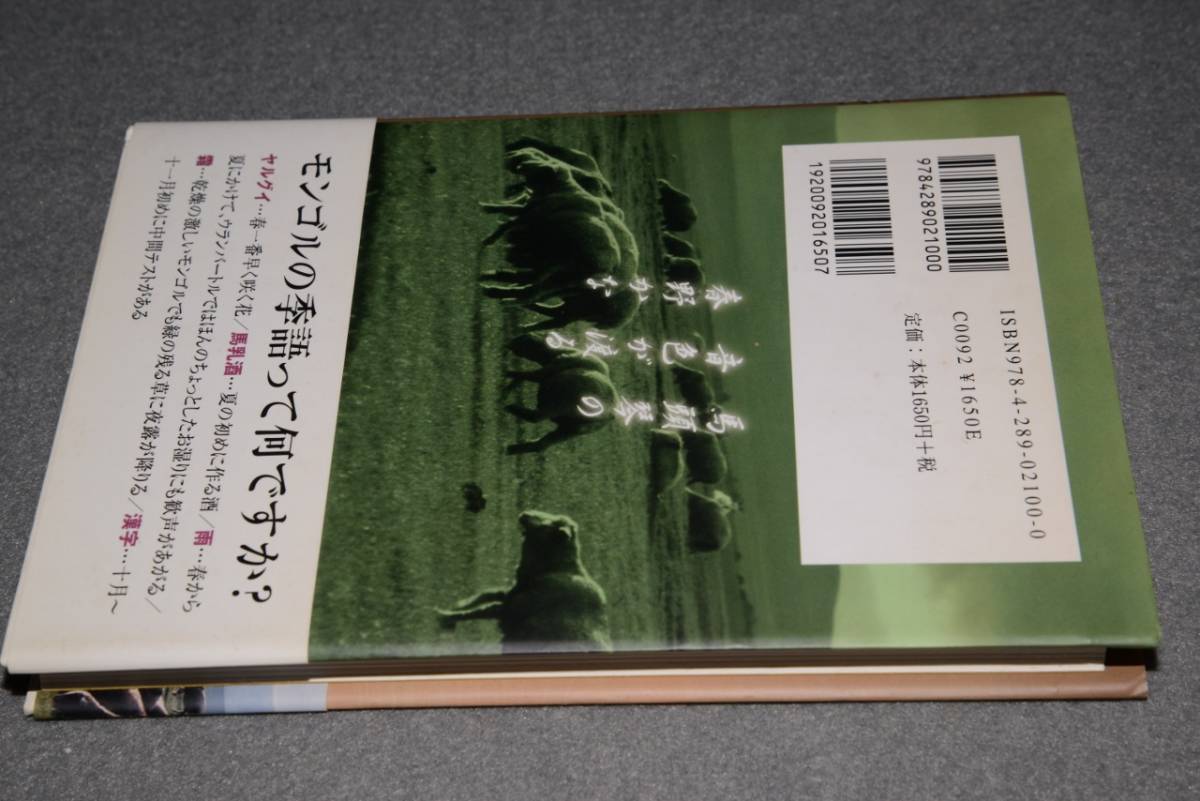 モンゴルの季語って何ですか?
ヤルグイ…春一番早く咲く花／馬乳酒…夏の初めに作る酒／雨…春から
夏にかけて、ウランバートルではほんのちょっとしたお湿りにも歓声があがる／
霜…乾燥の激しいモンゴルでも緑の残る草に夜露が降りる／漢字…十月〜
十一月初めに中間テストがある
馬頭琴の
音色が渡る
春野かな
9784289021000
1920092016507
ISBN978-4-289-02100-0
C0092 ¥1650E
定価：本体1650円＋税